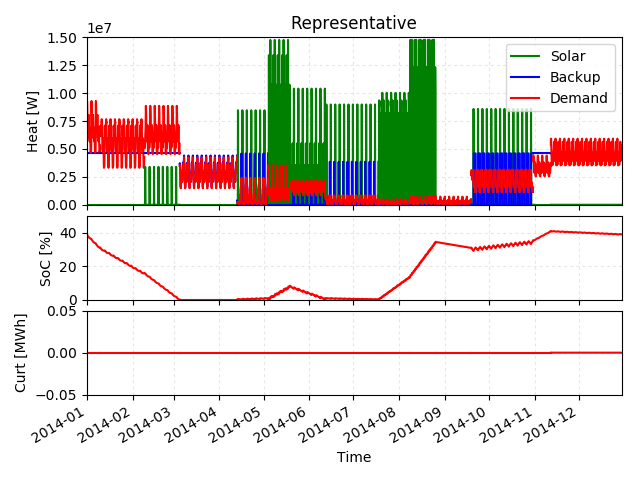 Representative
1e7
1.50
1.25
1.00
0.75
0.50
0.25
0.00
Heat [W]
Solar
Backup
Demand
40
20
0
SoC [%]
0.05
0.00
−0.05
Curt [MWh]
2014-01
2014-02
2014-03
2014-04
2014-05
2014-06
2014-07
2014-08
2014-09
2014-10
2014-11
2014-12
Time